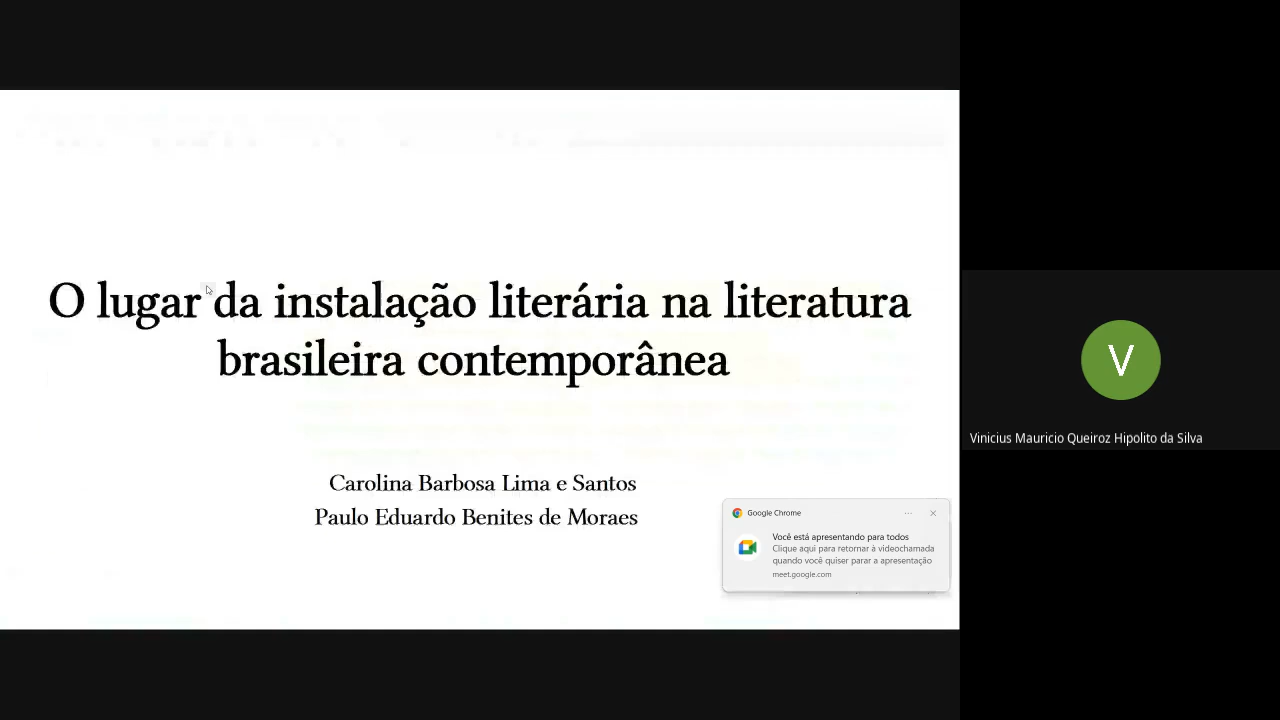 O lugar da instalação literária na literatura
brasileira contemporânea
Carolina Barbosa Lima e Santos
Paulo Eduardo Benites de Moraes
Google Chrome
Você está apresentando para todos
Clique aqui para retornar à videochamada
quando você quiser parar a apresentação
meet.google.com
V
Vinicius Mauricio Queiroz Hipolito da Silva